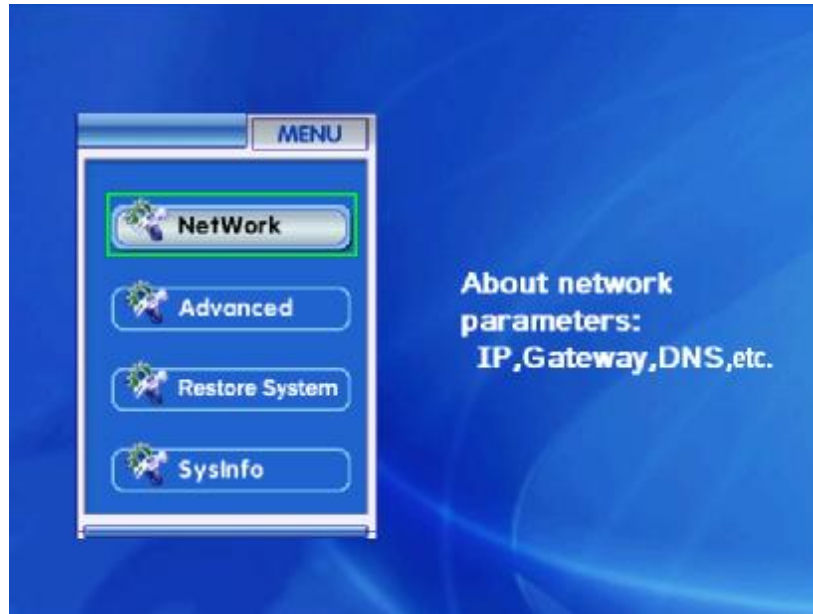 MENU
NetWork
Advanced
Restore System
SysInfo
About network
parameters:
IP,Gateway,DNS,etc.